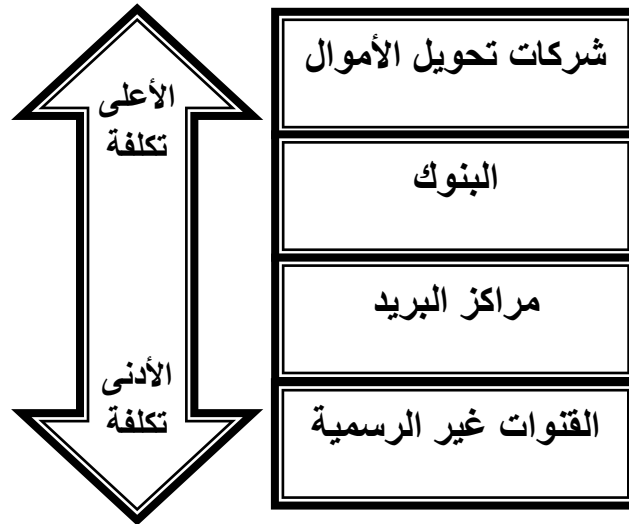 شركات تحويل الأموال
الأعلى
تكلفة
البنوك
مراكز البريد
الأدنى
تكلفة
القنوات غير الرسمية